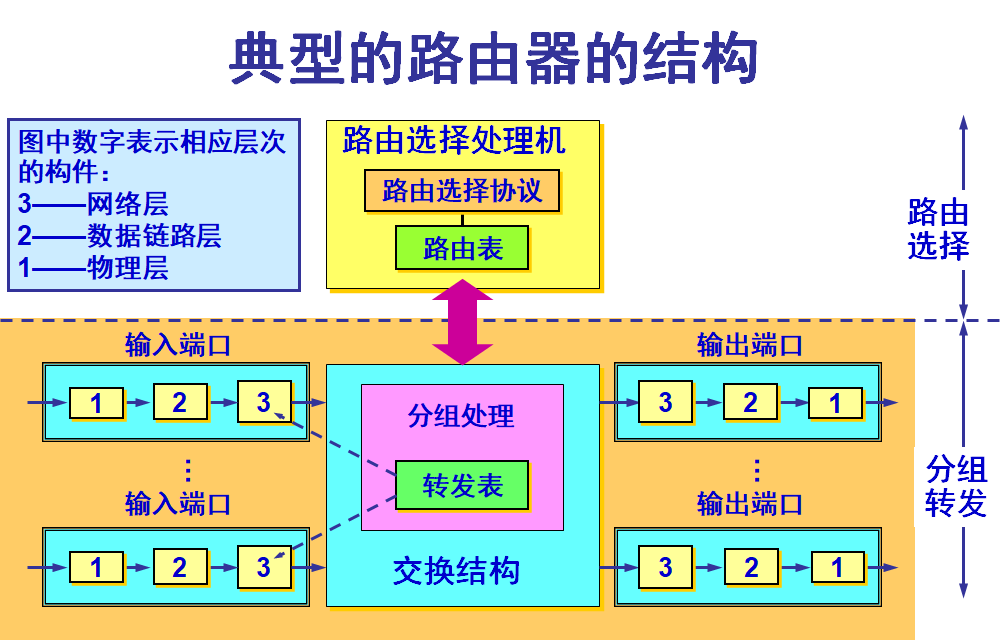 典型的路由器的结构
图中数字表示相应层次
的构件：
3——网络层
2——数据链路层
1——物理层
路由选择处理机
路由选择协议
路由表
路由
选择
输入端口
1
2
3
输出端口
3
2
1
分组处理
转发表
交换结构
…
输入端口
1
2
3
…
输出端口
3
2
1
分组
转发